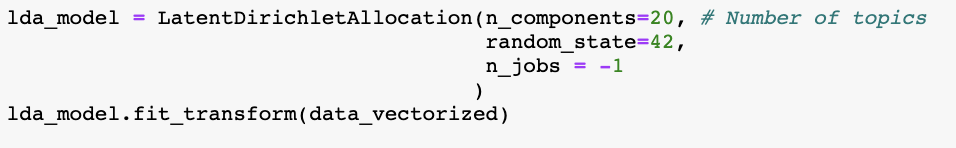 lda_model = LatentDirichletAllocation(n_components=20, # Number of topics
                                      random_state=42,
                                      n_jobs = -1
                                     )
lda_model.fit_transform(data_vectorized)